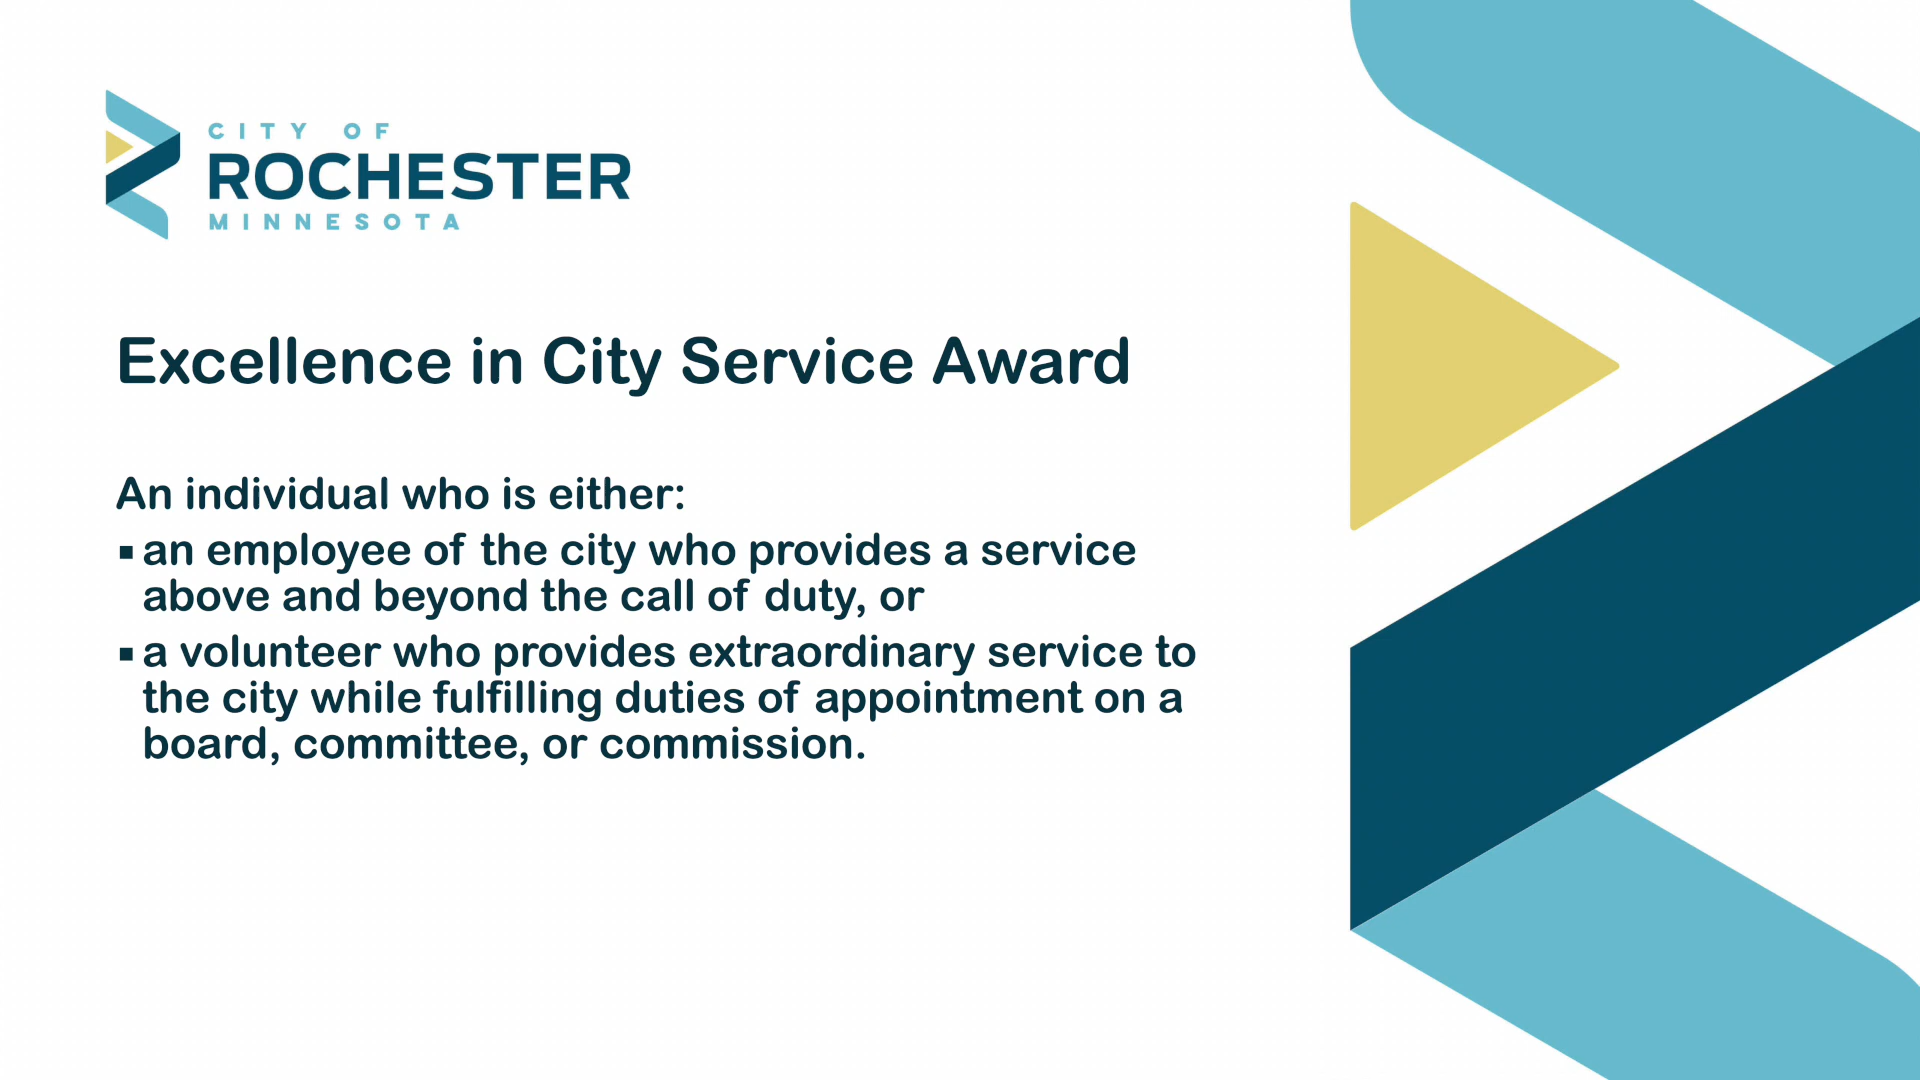 CITY OF
ROCHESTER
MINNESOTA
Excellence in City Service Award
An individual who is either:
▪ an employee of the city who provides a service
above and beyond the call of duty, or
▪ a volunteer who provides extraordinary service to
the city while fulfilling duties of appointment on a
board, committee, or commission.